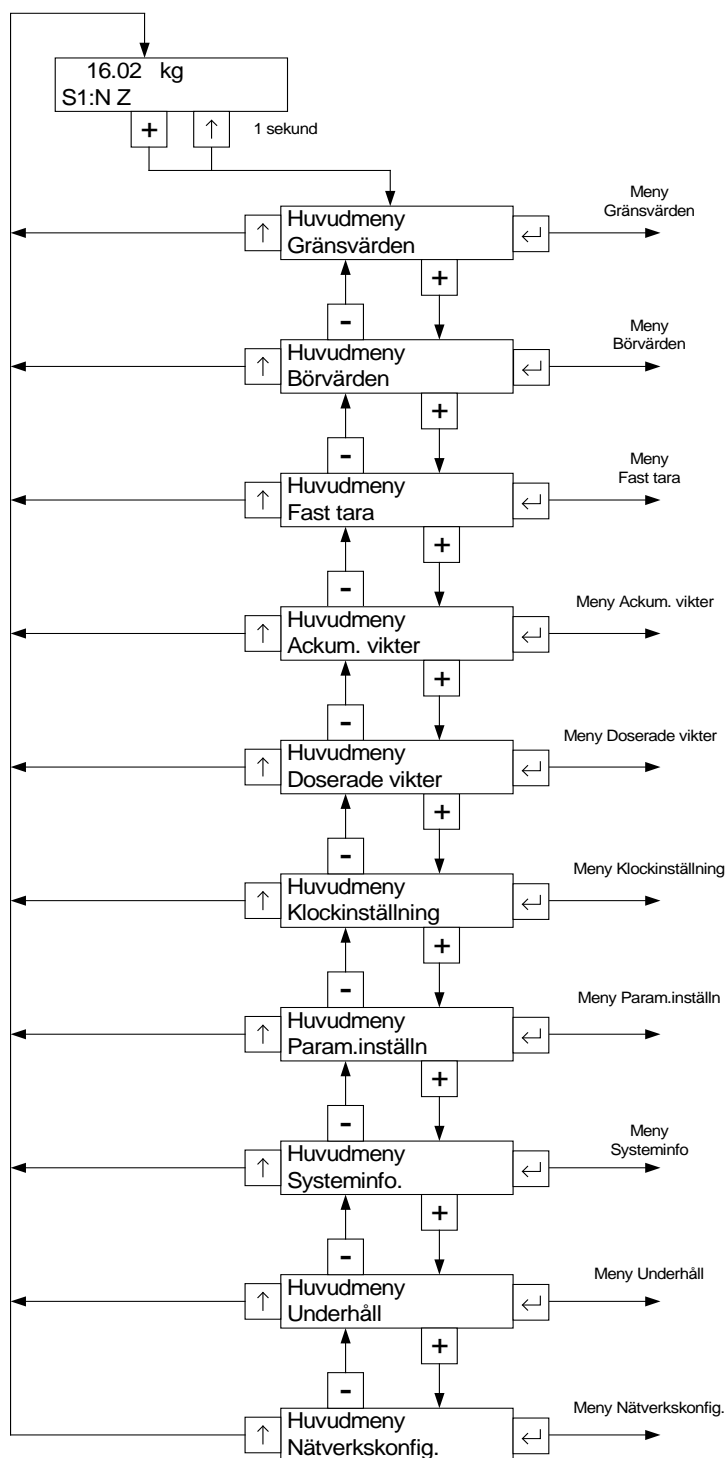 16.02 kg
S1:N Z
+ ↑ 1 sekund
Huvudmeny
Gränsvärden
↑ ↵
Meny
Gränsvärden
+
-
Huvudmeny
Börvärden
↑ ↵
Meny
Börvärden
+
-
Huvudmeny
Fast tara
↑ ↵
Meny
Fast tara
+
-
Huvudmeny
Ackum. vikter
↑ ↵
Meny Ackum. vikter
+
-
Huvudmeny
Doserade vikter
↑ ↵
Meny Doserade vikter
+
-
Huvudmeny
Klockinställning
↑ ↵
Meny Klockinställning
+
-
Huvudmeny
Param.inställn
↑ ↵
Meny Param.inställn
+
-
Huvudmeny
Systeminfo.
↑ ↵
Meny
Systeminfo
+
-
Huvudmeny
Underhåll
↑ ↵
Meny Underhåll
+
-
Huvudmeny
Nätverkskonfig.
↑ ↵
Meny Nätverkskonfig.